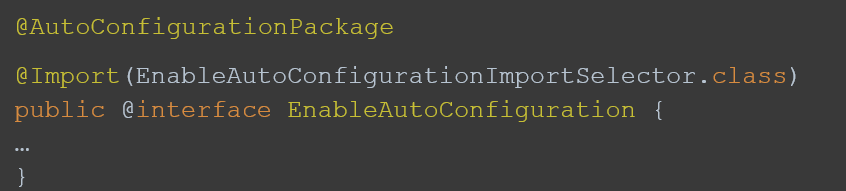 @AutoConfigurationPackage
@Import(EnableAutoConfigurationImportSelector.class)
public @interface EnableAutoConfiguration {
…
}